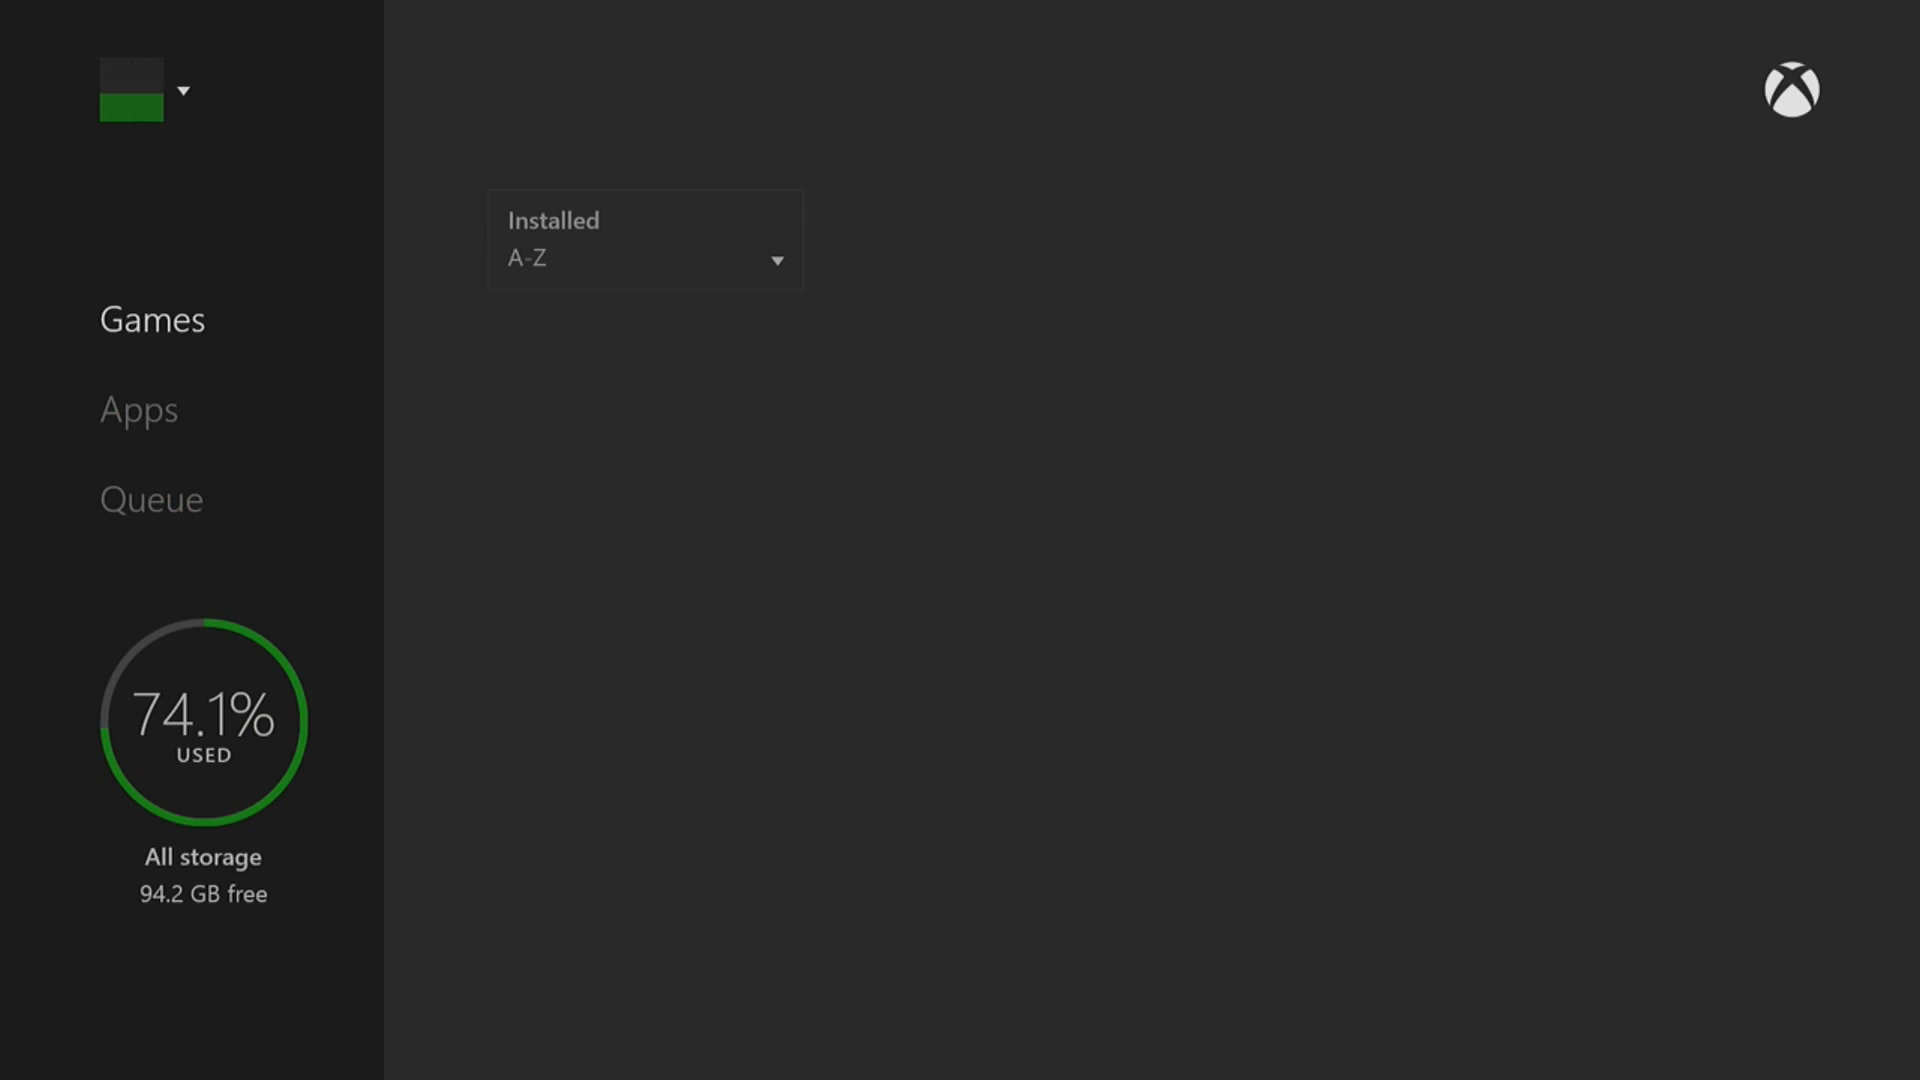 Installed
A-Z
Games
Apps
Queue
74.1%
USED
All storage
94.2 GB free